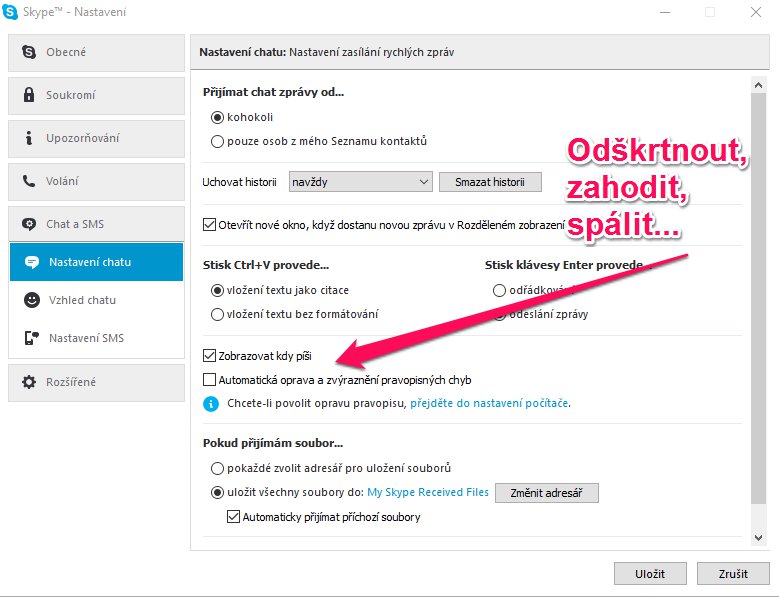 Skype™ - Nastavení
Obecné
Soukromí
Upozorňování
Volání
Chat a SMS
Nastavení chatu
Vzhled chatu
Nastavení SMS
Rozšířené
Nastavení chatu: Nastavení zasílání rychlých zpráv
Přijímat chat zprávy od...
kohokoli
pouze osob z mého Seznamu kontaktů
Uchovat historii navždy Smazat historii
Otevřít nové okno, když dostanu novou zprávu v Rozděleném zobrazení
Odškrtnout,
zahodit,
spálit...
Stisk Ctrl+V provede...
vložení textu jako citace
vložení textu bez formátování
Stisk klávesy Enter provede...
odřádkování
odeslání zprávy
Zobrazovat kdy píši
Automatická oprava a zvýraznění pravopisných chyb
Chcete-li povolit opravu pravopisu, přejděte do nastavení počítače.
Pokud přijímám soubor...
pokaždé zvolit adresář pro uložení souborů
uložit všechny soubory do: My Skype Received Files Změnit adresář
Automaticky přijímat příchozí soubory
Uložit Zrušit